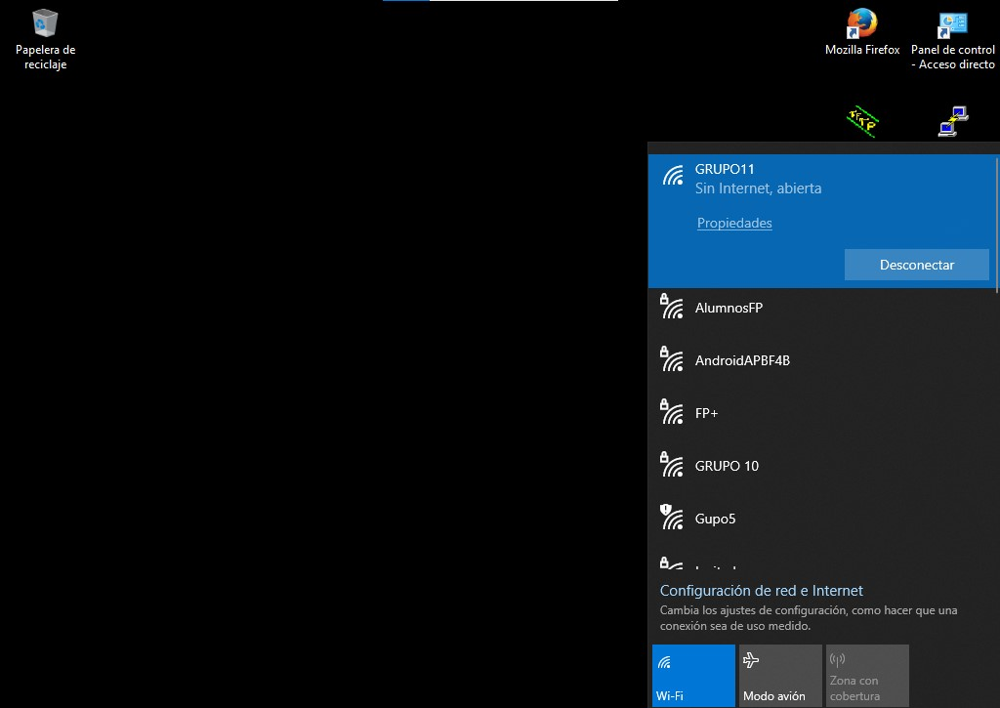 Papelera de
reciclaje
Mozilla Firefox
Panel de control
- Acceso directo
TFTP
GRUPO11
Sin Internet, abierta
Propiedades
Desconectar
AlumnosFP
AndroidAPBF4B
FP+
GRUPO 10
Gupo5
Configuración de red e Internet
Cambia los ajustes de configuración, como hacer que una
conexión sea de uso medido.
Wi-Fi
Modo avión
Zona con
cobertura